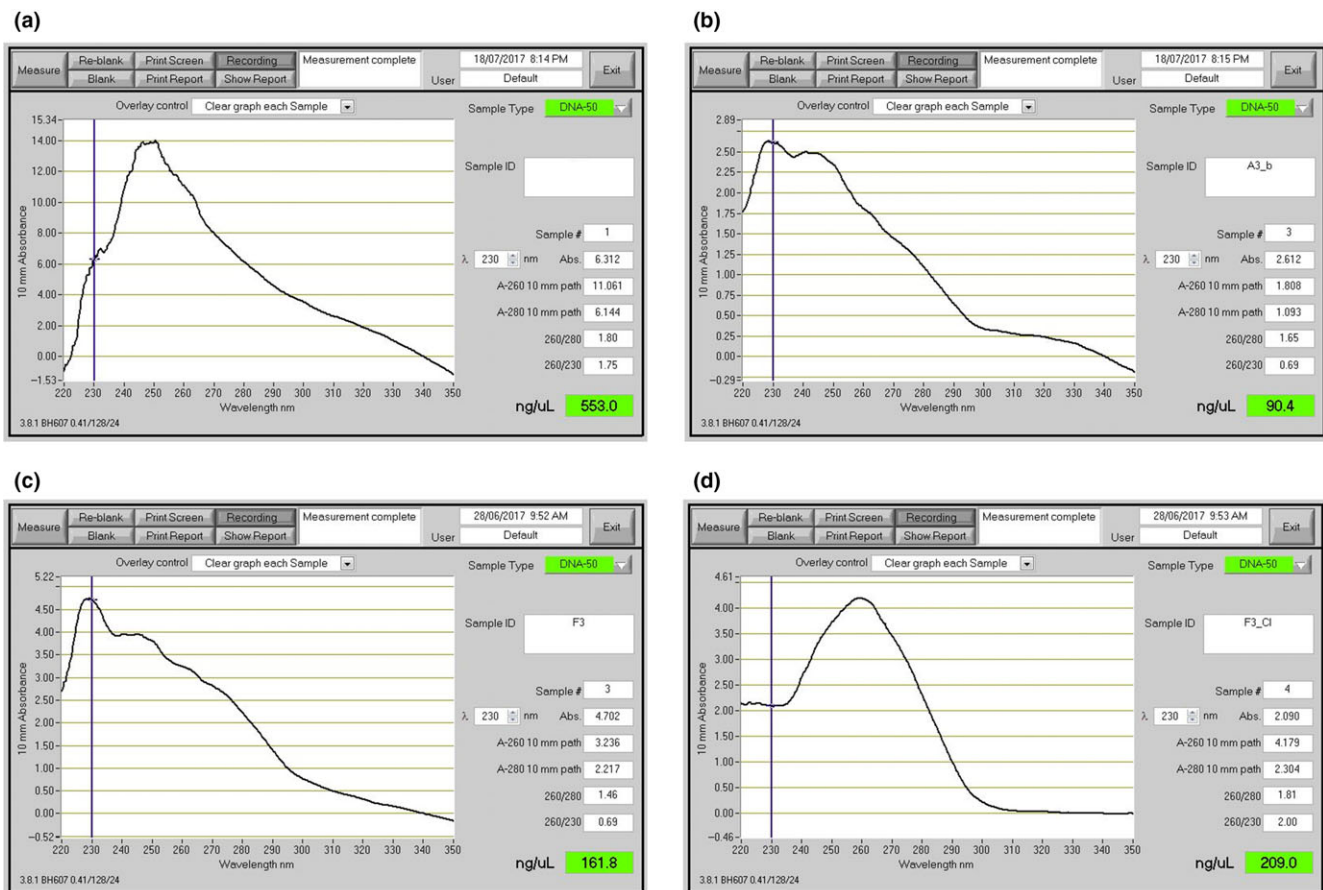 (a)
Measure Re-blank Print Screen Recording Measurement complete 18/07/2017 8:14 PM Exit
Blank Print Report Show Report User Default
Overlay control Clear graph each Sample Sample Type DNA-50
15.34
14.00
12.00
10.00
8.00
6.00
4.00
2.00
0.00
-1.53
10 mm Absorbance
220 230 240 250 260 270 280 290 300 310 320 330 340 350
Wavelength nm
Sample ID
Sample # 1
λ 230 nm Abs. 6.312
A-260 10 mm path 11.061
A-280 10 mm path 6.144
260/280 1.80
260/230 1.75
ng/uL 553.0
3.8.1 BH607 0.41/128/24
(b)
Measure Re-blank Print Screen Recording Measurement complete 18/07/2017 8:15 PM Exit
Blank Print Report Show Report User Default
Overlay control Clear graph each Sample Sample Type DNA-50
2.89
2.50
2.25
2.00
1.75
1.50
1.25
1.00
0.75
0.50
0.25
0.00
-0.29
10 mm Absorbance
220 230 240 250 260 270 280 290 300 310 320 330 340 350
Wavelength nm
Sample ID A3_b
Sample # 3
λ 230 nm Abs. 2.612
A-260 10 mm path 1.808
A-280 10 mm path 1.093
260/280 1.65
260/230 0.69
ng/uL 90.4
3.8.1 BH607 0.41/128/24
(c)
Measure Re-blank Print Screen Recording Measurement complete 28/06/2017 9:52 AM Exit
Blank Print Report Show Report User Default
Overlay control Clear graph each Sample Sample Type DNA-50
5.22
4.50
4.00
3.50
3.00
2.50
2.00
1.50
1.00
0.50
0.00
-0.52
10 mm Absorbance
220 230 240 250 260 270 280 290 300 310 320 330 340 350
Wavelength nm
Sample ID F3
Sample # 3
λ 230 nm Abs. 4.702
A-260 10 mm path 3.236
A-280 10 mm path 2.217
260/280 1.46
260/230 0.69
ng/uL 161.8
3.8.1 BH607 0.41/128/24
(d)
Measure Re-blank Print Screen Recording Measurement complete 28/06/2017 9:53 AM Exit
Blank Print Report Show Report User Default
Overlay control Clear graph each Sample Sample Type DNA-50
4.61
4.00
3.50
3.00
2.50
2.00
1.50
1.00
0.50
0.00
-0.46
10 mm Absorbance
220 230 240 250 260 270 280 290 300 310 320 330 340 350
Wavelength nm
Sample ID F3_Cl
Sample # 4
λ 230 nm Abs. 2.090
A-260 10 mm path 4.179
A-280 10 mm path 2.304
260/280 1.81
260/230 2.00
ng/uL 209.0
3.8.1 BH607 0.41/128/24